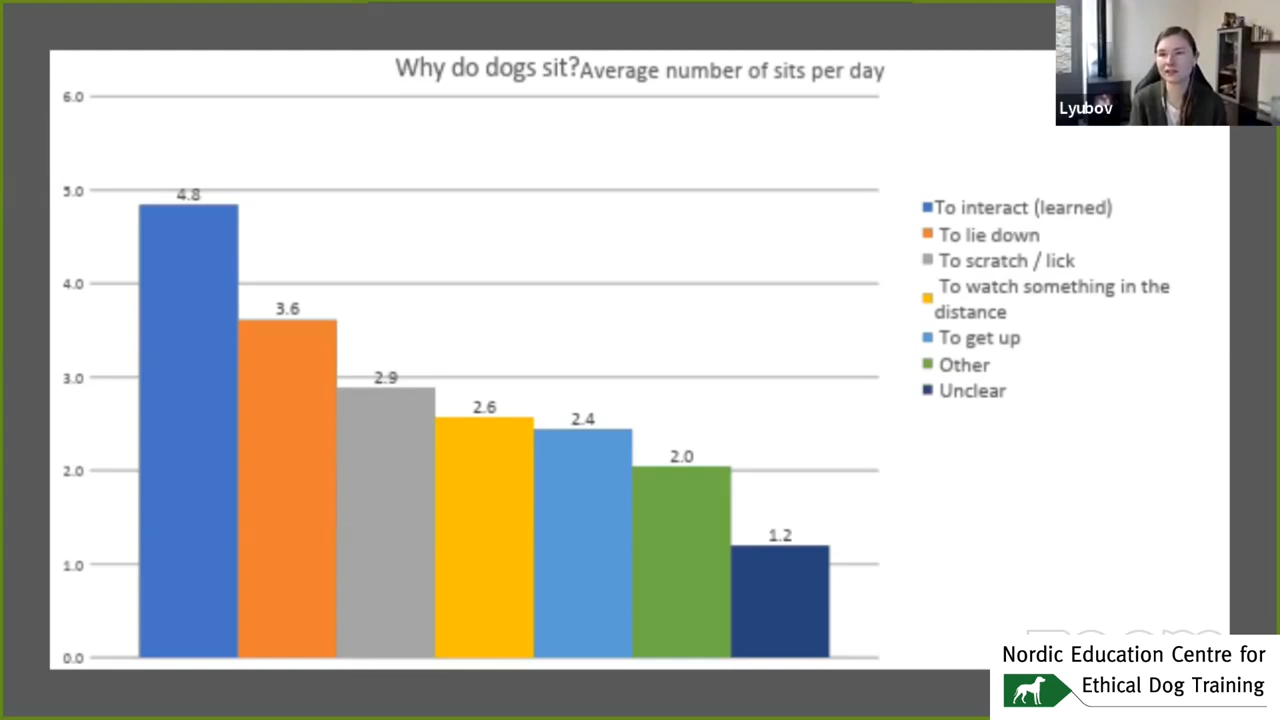 Why do dogs sit? Average number of sits per day
6.0
5.0
4.0
3.0
2.0
1.0
0.0
4.8
3.6
2.9
2.6
2.4
2.0
1.2
To interact (learned)
To lie down
To scratch / lick
To watch something in the
distance
To get up
Other
Unclear
Lyubov
zoom
Nordic Education Centre for
Ethical Dog Training